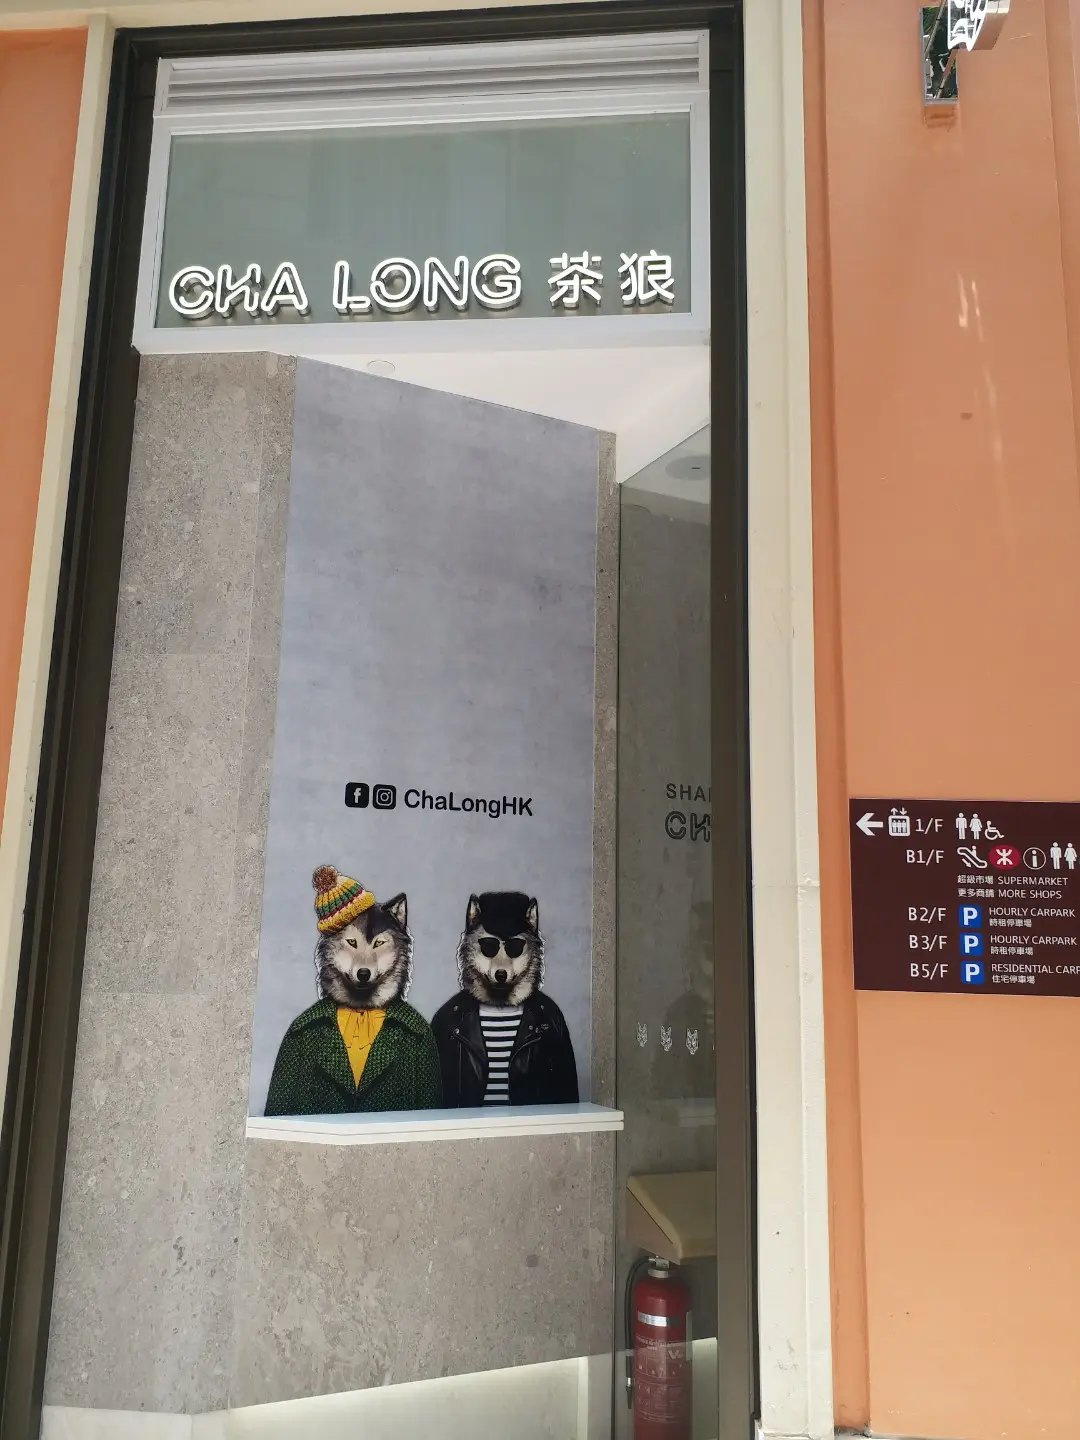 CHA LONG 茶狼
ChaLongHK
1/F
B1/F
超級市場 SUPERMARKET
更多商舖 MORE SHOPS
B2/F P HOURLY CARPARK
時租停車場
B3/F P HOURLY CARPARK
時租停車場
B5/F P RESIDENTIAL CARP
住宅停車場